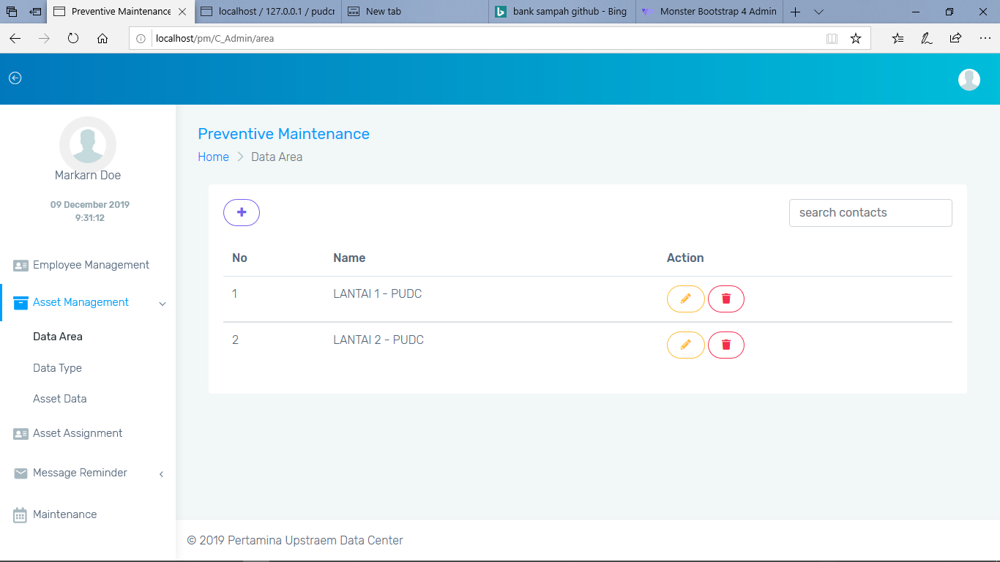 Preventive Maintenance
localhost / 127.0.0.1 / pudcr
New tab
bank sampah github - Bing
Monster Bootstrap 4 Admin
localhost/pm/C_Admin/area
Markarn Doe
09 December 2019
9:31:12
Employee Management
Asset Management
Data Area
Data Type
Asset Data
Asset Assignment
Message Reminder
Maintenance
Preventive Maintenance
Home > Data Area
+
search contacts
No Name Action
1 LANTAI 1 - PUDC
2 LANTAI 2 - PUDC
© 2019 Pertamina Upstraem Data Center